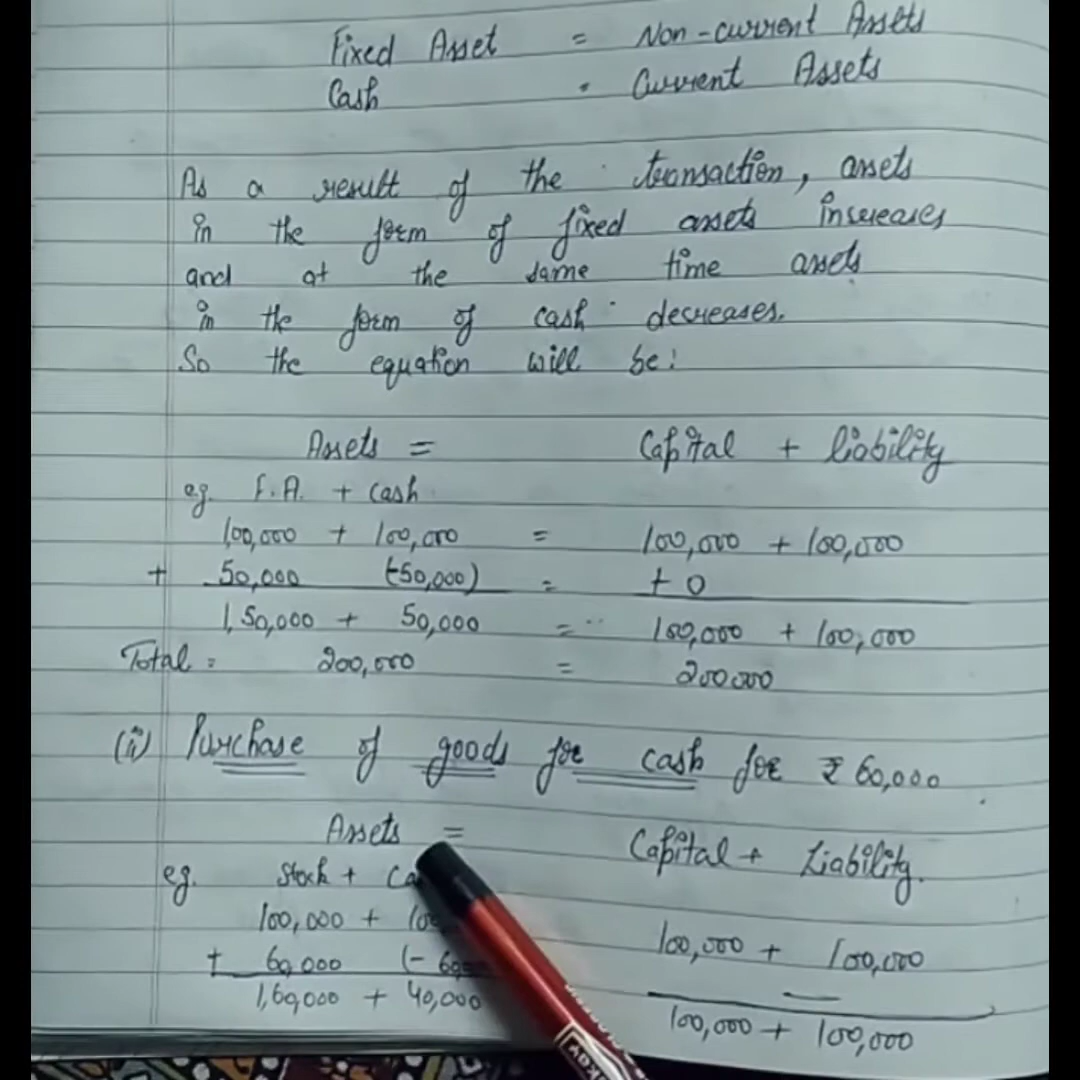 Fixed Asset = Non-current Assets
Cash = Current Assets
As a result of the transaction, assets
in the form of fixed assets increases
and at the same time assets
in the form of cash decreases.
So the equation will be:
Assets = Capital + liability
eg. F.A. + cash
1,00,000 + 100,000 = 100,000 + 100,000
+ 50,000 (-50,000) = + 0
1,50,000 + 50,000 = 100,000 + 100,000
Total = 200,000 = 200000
(ii) Purchase of goods for cash for ₹ 60,000
Assets = Capital + Liability.
eg. Stock +
100,000 + 100,000 + 100,000
+ 60,000
1,60,000 + 40,000 100,000 + 100,000